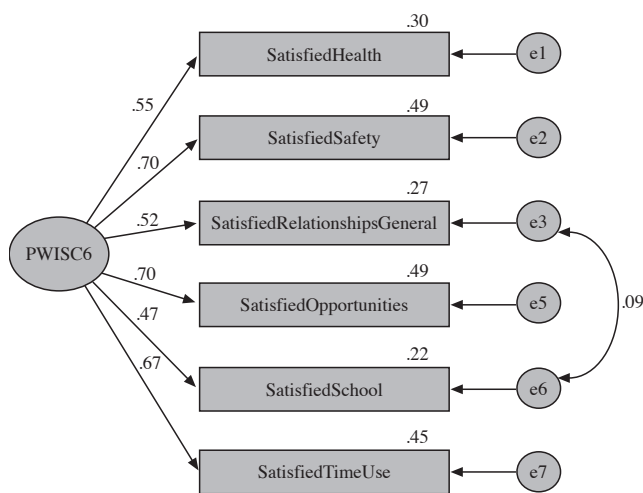 .30
SatisfiedHealth
e1
.55
.49
SatisfiedSafety
e2
.70
.27
SatisfiedRelationshipsGeneral
e3
.52
PWISC6
.49
SatisfiedOpportunities
e5
.70
.09
.47
.22
SatisfiedSchool
e6
.67
.45
SatisfiedTimeUse
e7